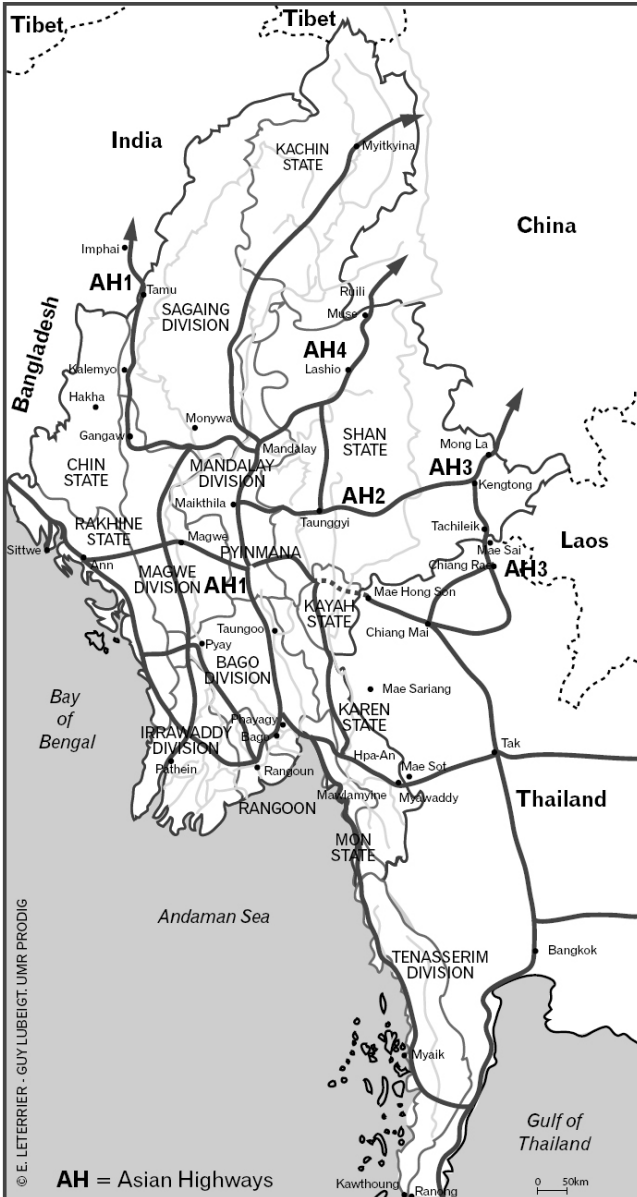 Tibet
Tibet
India
KACHIN
STATE
Myitkyina
China
Imphai
AH1
Tamu
Ruili
Muse
SAGAING
DIVISION
Bangladesh
AH4
Lashio
Kalemyo
Hakha
Monywa
Gangaw
Mandalay
SHAN
STATE
Mong La
CHIN
STATE
MANDALAY
DIVISION
AH3
Kengtong
Maikthila
AH2
Taunggyi
RAKHINE
STATE
Tachileik
Sittwe
Ann
Magwe
PYINMANA
Mae Sai
Laos
Chiang Rae
AH3
MAGWE
DIVISION
AH1
KAYAH
STATE
Mae Hong Son
Taungoo
Chiang Mai
Pyay
BAGO
DIVISION
Mae Sariang
Bay
of
Bengal
KAREN
STATE
Phayagy
Bago
IRRAWADDY
DIVISION
Hpa-An
Tak
Pathein
Rangoun
Mae Sot
Myawaddy
RANGOON
Mawlamyine
Thailand
MON
STATE
Andaman Sea
TENASSERIM
DIVISION
Bangkok
Myaik
Gulf of
Thailand
© E. LETERRIER - GUY LUBEIGT. UMR PRODIG
AH = Asian Highways
Kawthoung
Ranong
0 50km